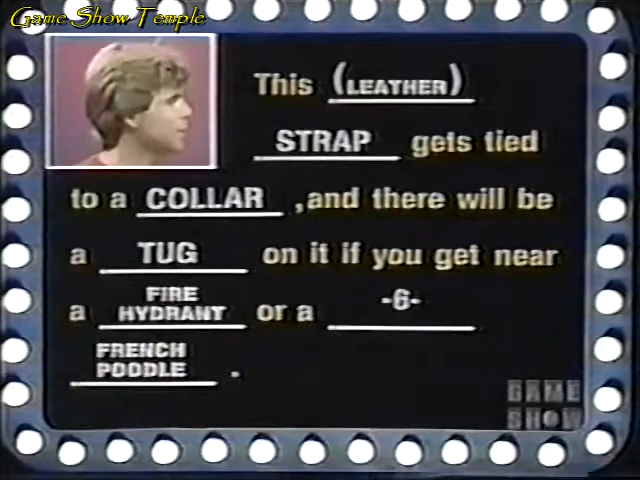 Game Show Temple
This (LEATHER)
STRAP gets tied
to a COLLAR, and there will be
a TUG on it if you get near
a FIRE HYDRANT or a -6-
FRENCH POODLE.
GAME SHOW